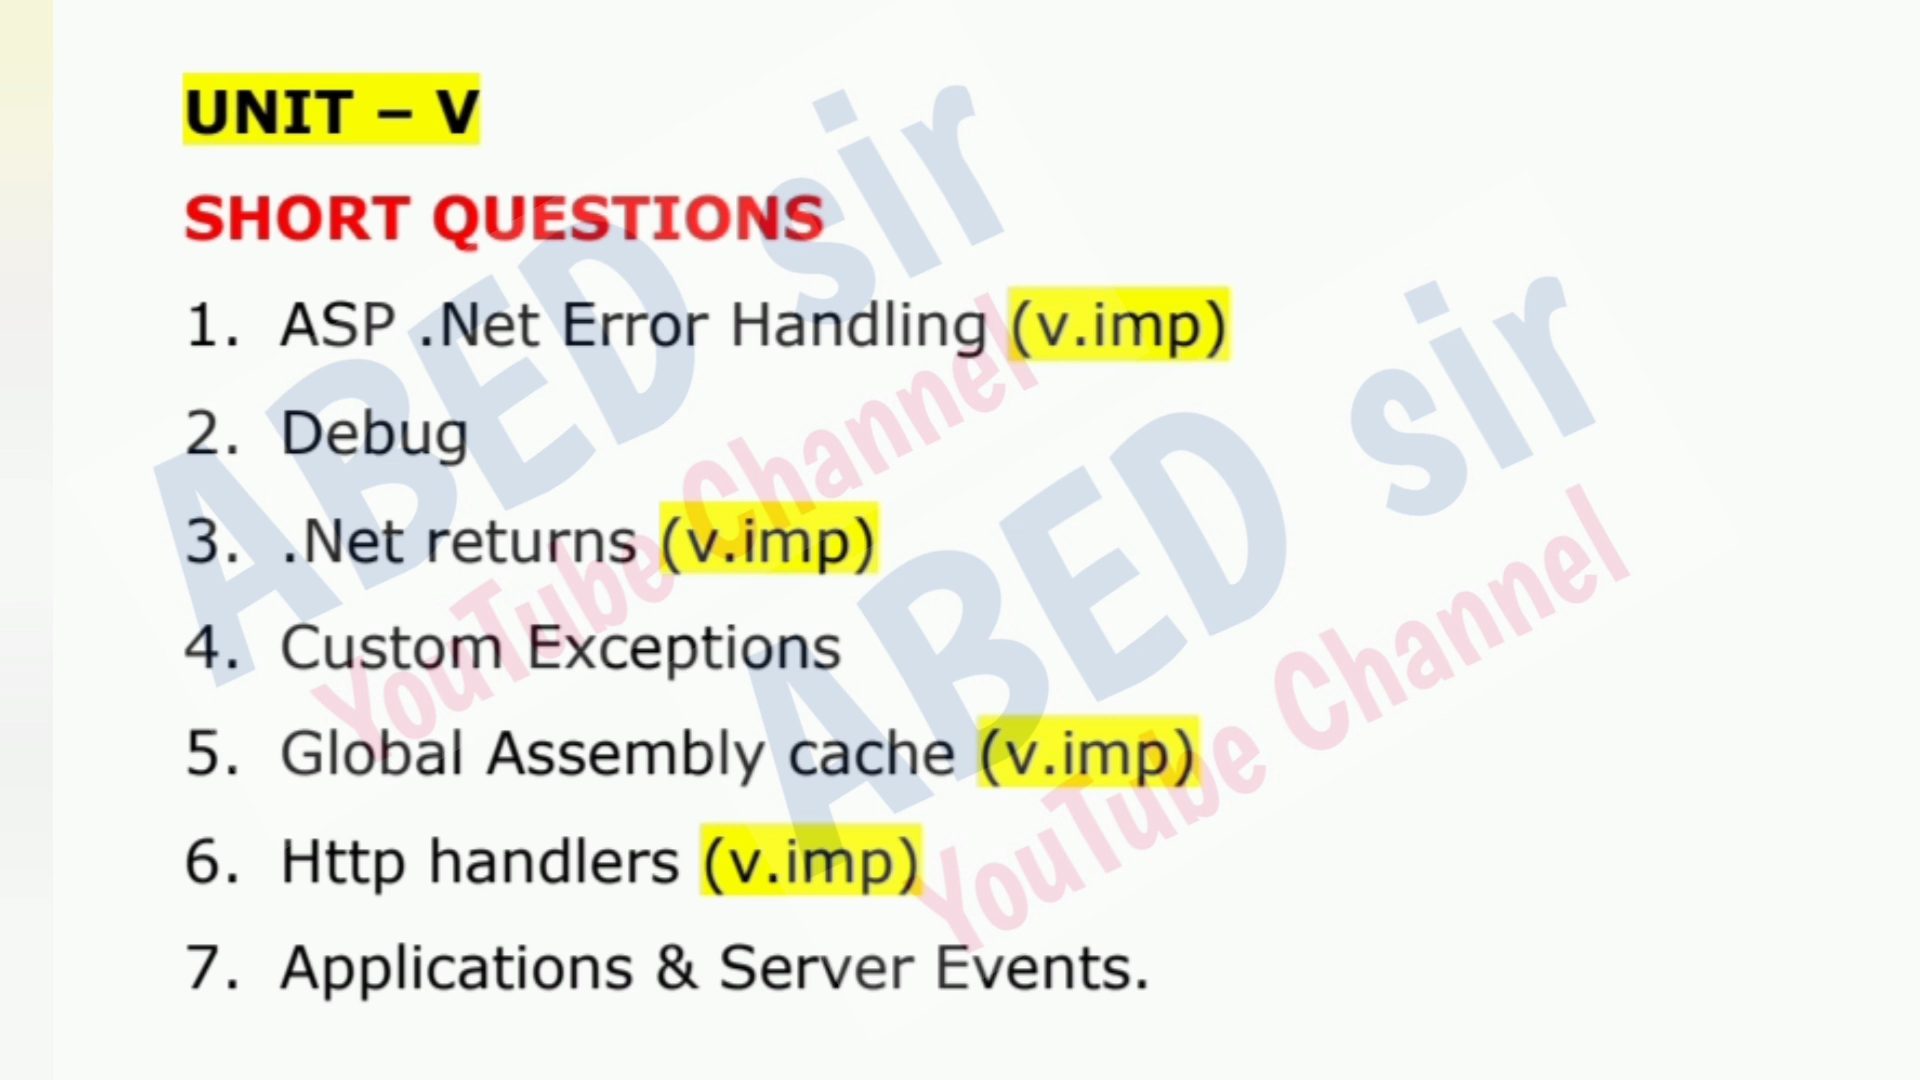 UNIT – V
SHORT QUESTIONS
1. ASP .Net Error Handling (v.imp)
2. Debug
3. .Net returns (v.imp)
4. Custom Exceptions
5. Global Assembly cache (v.imp)
6. Http handlers (v.imp)
7. Applications & Server Events.
ABED sir
YouTube Channel
ABED sir
YouTube Channel